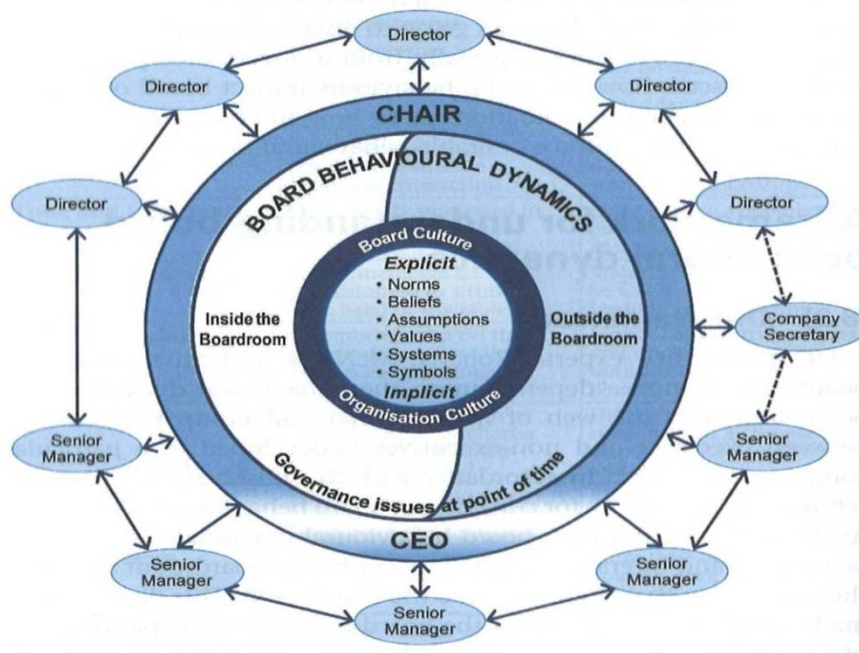 Director
Director
Director
Director
Director
CHAIR
BOARD BEHAVIOURAL DYNAMICS
Board Culture
Explicit
• Norms
• Beliefs
• Assumptions
• Values
• Systems
• Symbols
Implicit
Organisation Culture
Inside the
Boardroom
Outside the
Boardroom
Company
Secretary
Governance issues at point of time
CEO
Senior
Manager
Senior
Manager
Senior
Manager
Senior
Manager
Senior
Manager